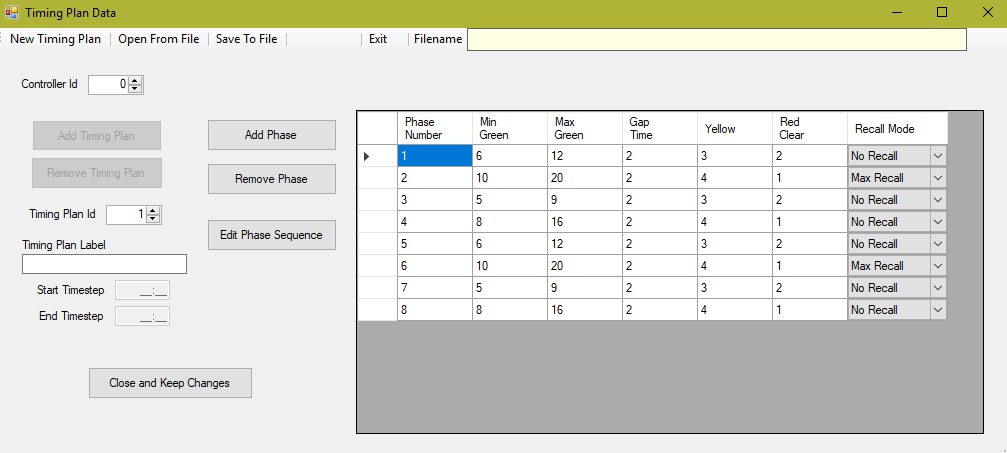 Timing Plan Data
New Timing Plan Open From File Save To File Exit Filename
Controller Id 0
Add Timing Plan
Remove Timing Plan
Timing Plan Id 1
Timing Plan Label
Start Timestep __:__
End Timestep __:__
Close and Keep Changes
Add Phase
Remove Phase
Edit Phase Sequence
Phase Number Min Green Max Green Gap Time Yellow Red Clear Recall Mode
1 6 12 2 3 2 No Recall
2 10 20 2 4 1 Max Recall
3 5 9 2 3 2 No Recall
4 8 16 2 4 1 No Recall
5 6 12 2 3 2 No Recall
6 10 20 2 4 1 Max Recall
7 5 9 2 3 2 No Recall
8 8 16 2 4 1 No Recall